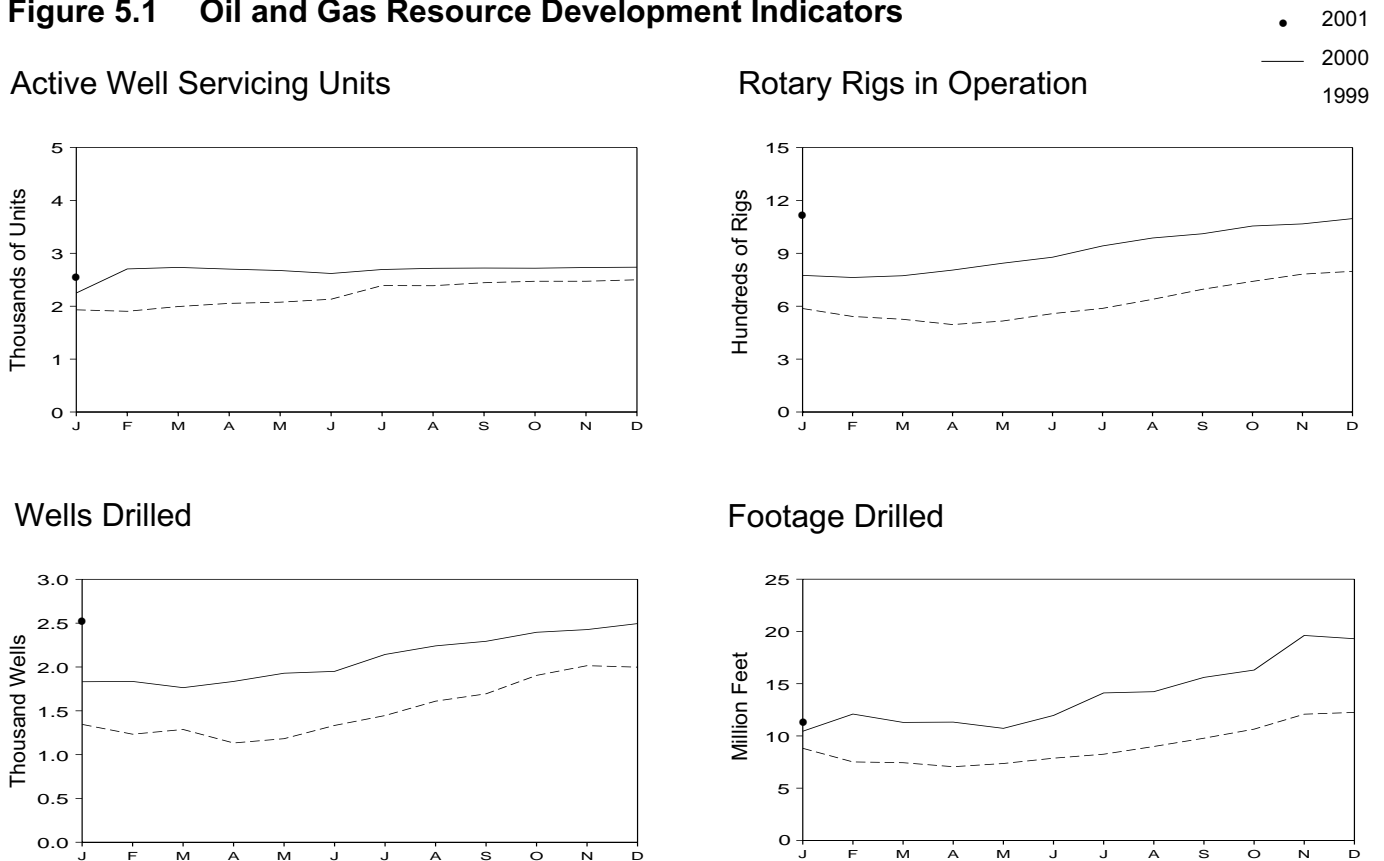 Figure 5.1 Oil and Gas Resource Development Indicators
2001
2000
1999
Active Well Servicing Units
Thousands of Units
5
4
3
2
1
0
J F M A M J J A S O N D
Rotary Rigs in Operation
Hundreds of Rigs
15
12
9
6
3
0
J F M A M J J A S O N D
Wells Drilled
Thousand Wells
3.0
2.5
2.0
1.5
1.0
0.5
0.0
J F M A M J J A S O N D
Footage Drilled
Million Feet
25
20
15
10
5
0
J F M A M J J A S O N D